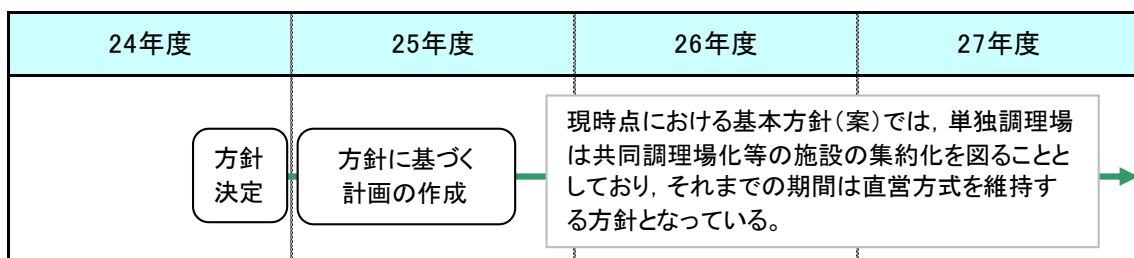 24年度 25年度 26年度 27年度
方針
決定
方針に基づく
計画の作成
現時点における基本方針(案)では, 単独調理場
は共同調理場化等の施設の集約化を図ることと
しており, それまでの期間は直営方式を維持す
る方針となっている。